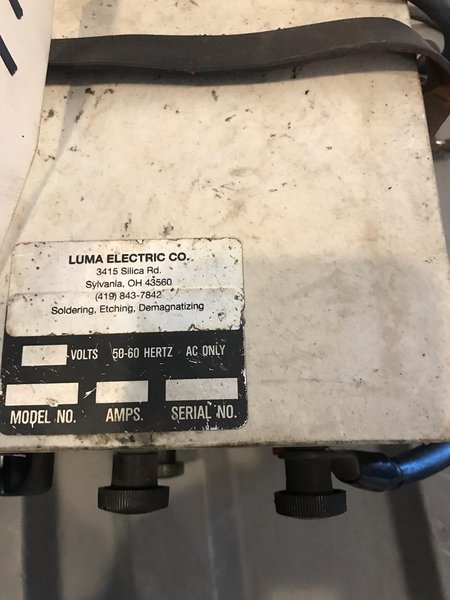 LUMA ELECTRIC CO.
3415 Silica Rd.
Sylvania, OH 43560
(419) 843-7842
Soldering, Etching, Demagnatizing
VOLTS 50-60 HERTZ AC ONLY
MODEL NO. AMPS. SERIAL NO.